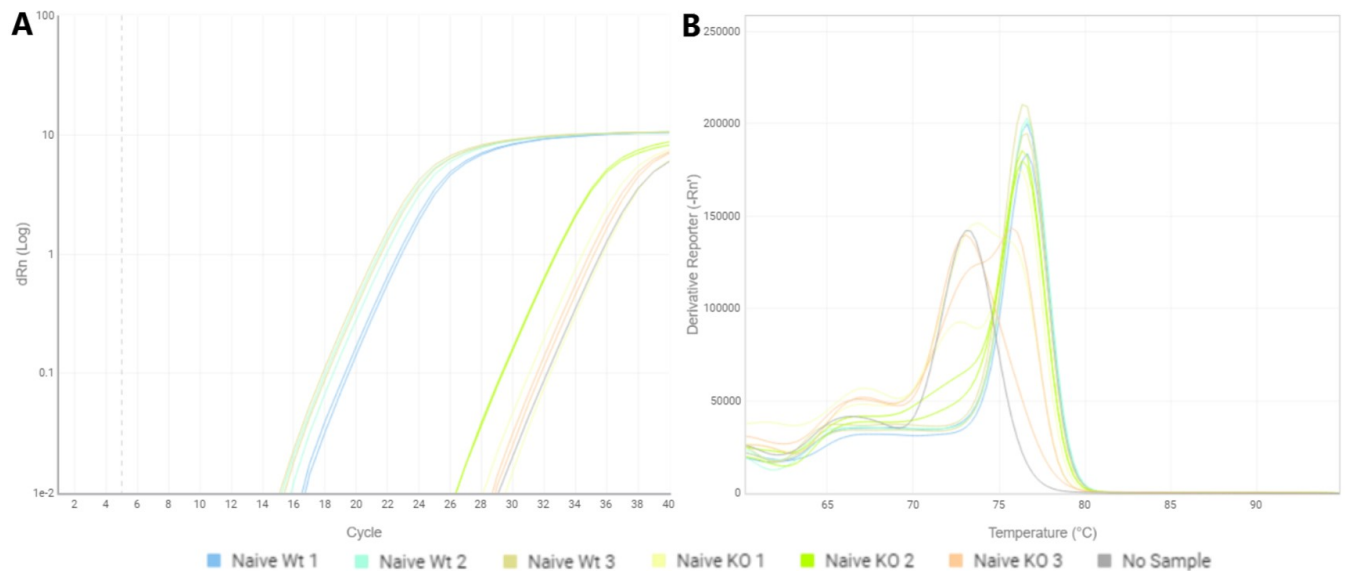 A
100
10
1
0.1
1e-2
dRn (Log)
2 4 6 8 10 12 14 16 18 20 22 24 26 28 30 32 34 36 38 40
Cycle
B
250000
200000
150000
100000
50000
0
Derivative Reporter (-Rn')
65 70 75 80 85 90
Temperature (°C)
Naive Wt 1 Naive Wt 2 Naive Wt 3 Naive KO 1 Naive KO 2 Naive KO 3 No Sample